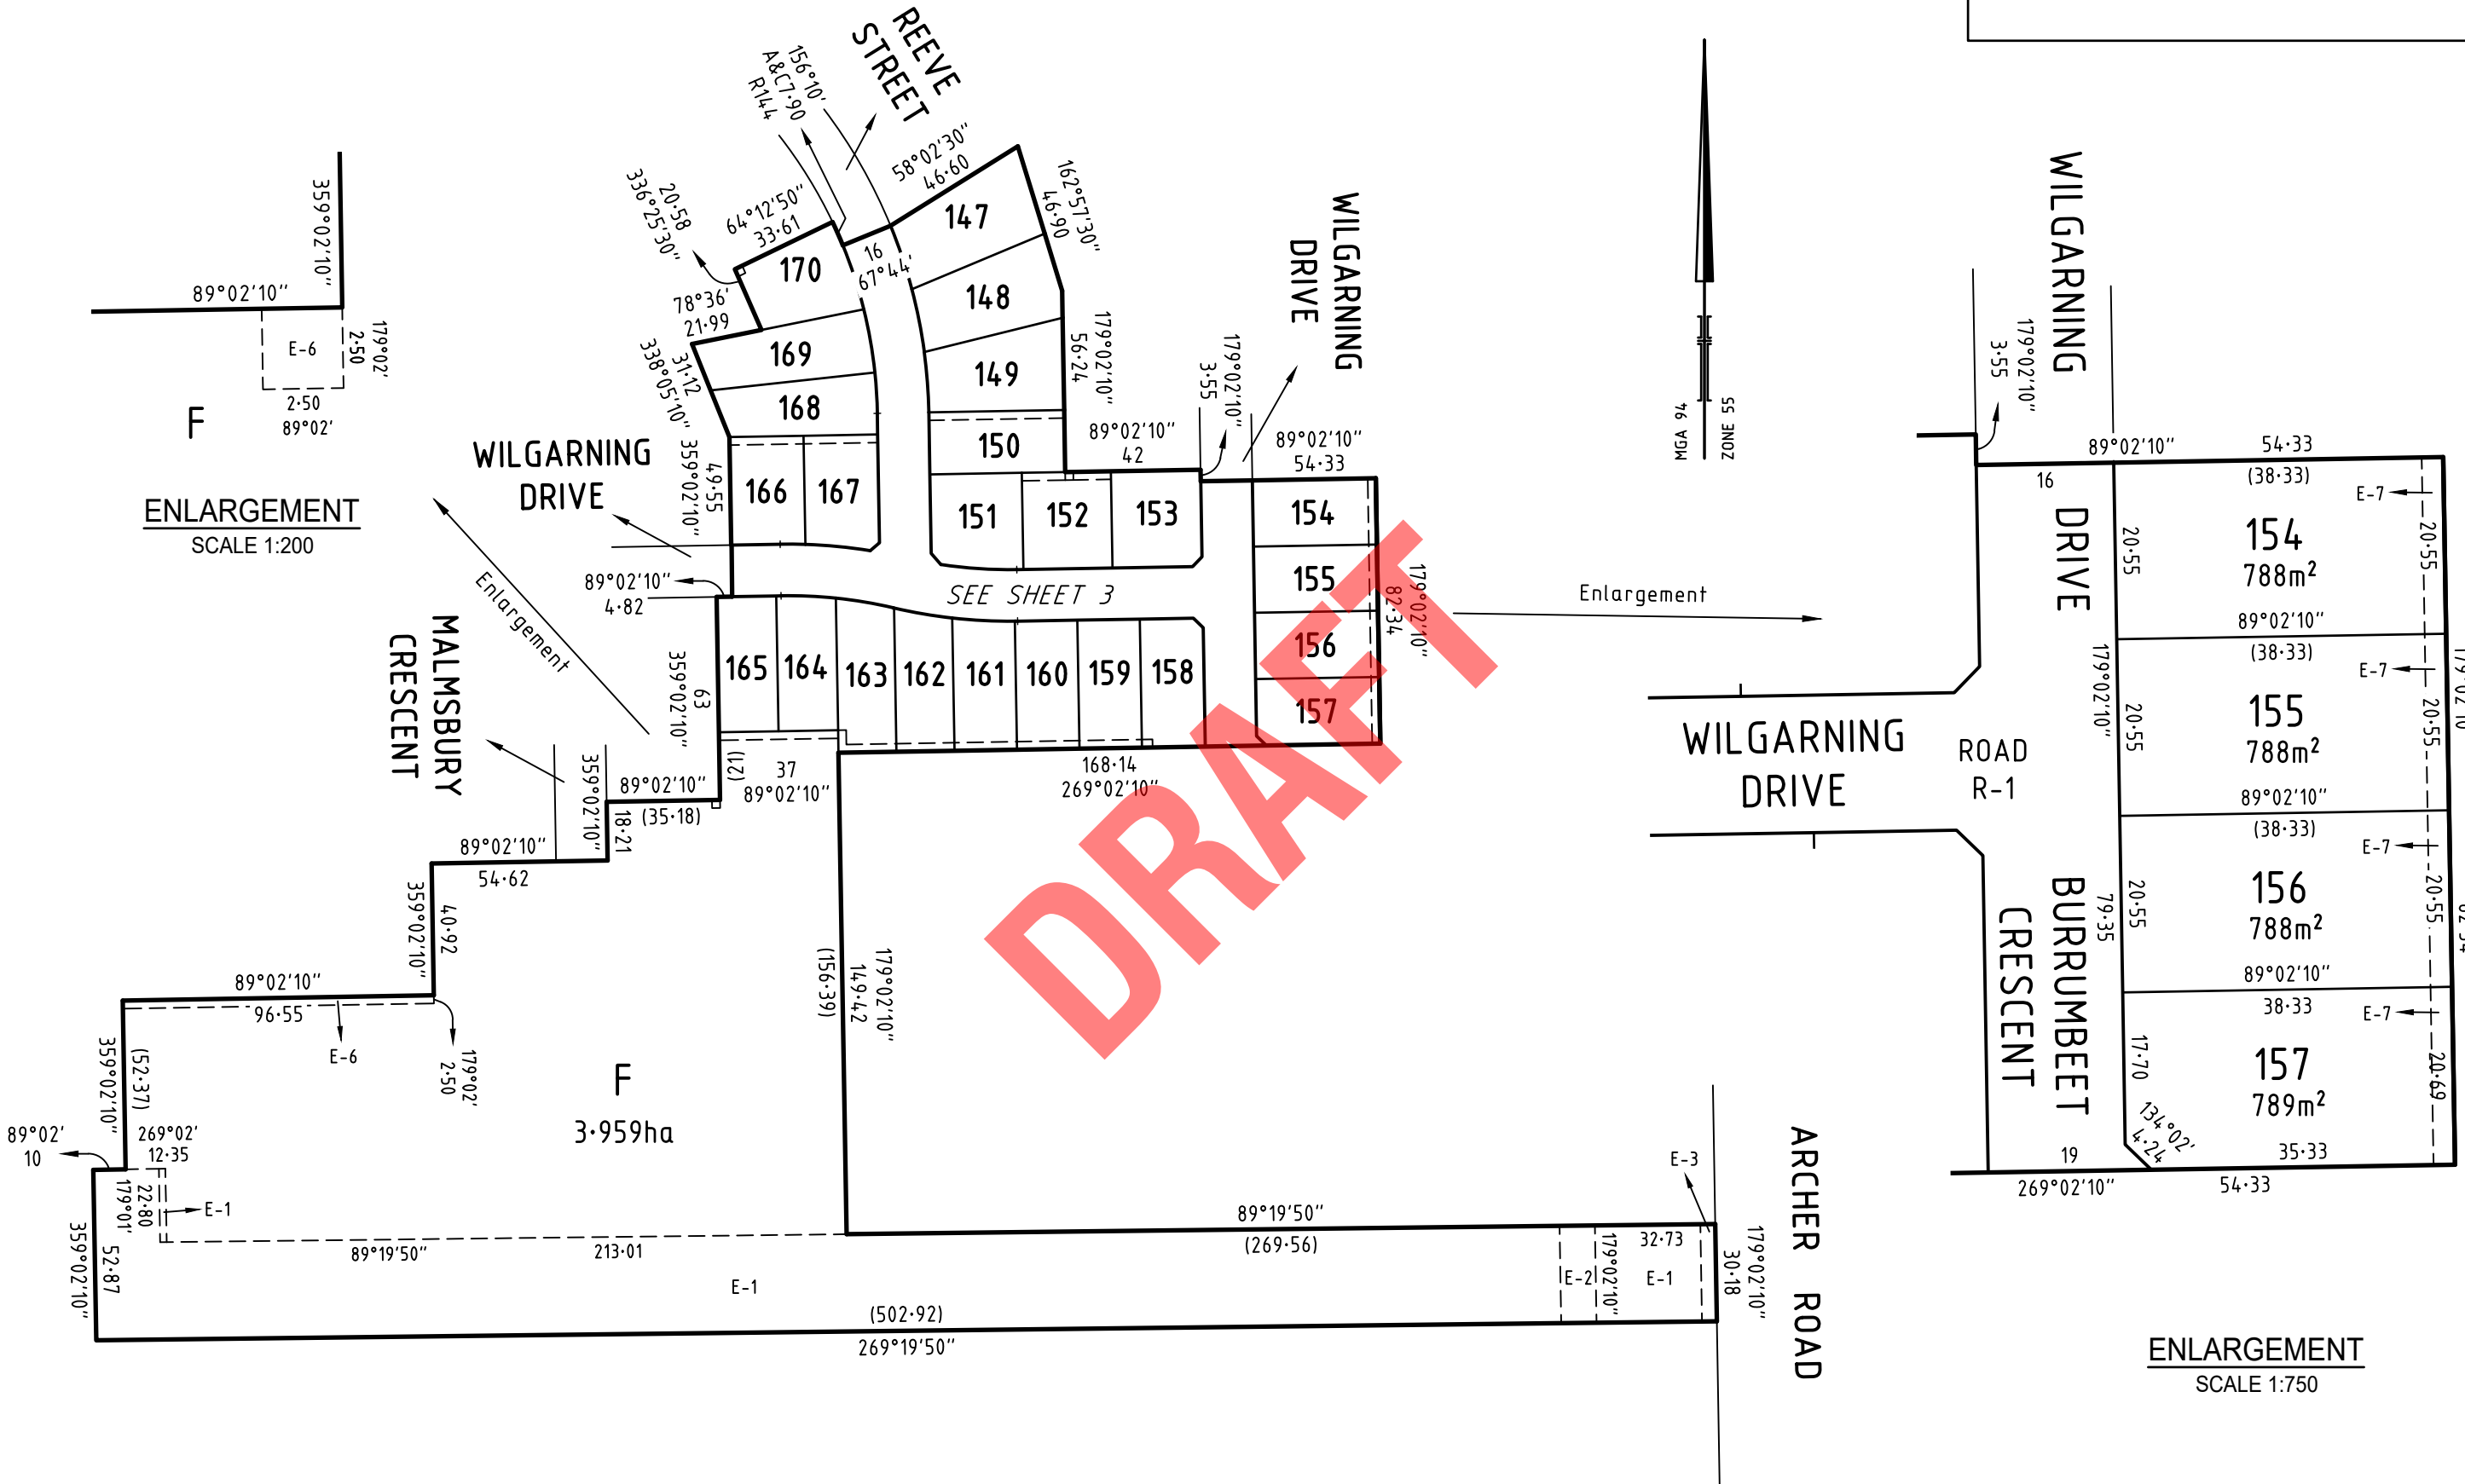 REEVE
STREET
156°10'
A&C7·90
R144
58°02'30"
46·60
162°57'30"
46·90
20·58
336°25'30"
64°12'50"
33·61
16
67°44'
147
148
149
150
151
152
153
170
169
168
166
167
78°36'
21·99
31·12
338°05'10"
49·55
359°02'10"
179°02'10"
56·24
89°02'10"
42
179°02'10"
3·55
WILGARNING
DRIVE
89°02'10"
54·33
154
155
156
157
179°02'10"
82·34
WILGARNING
DRIVE
89°02'10"
4·82
SEE SHEET 3
165
164
163
162
161
160
159
158
63
359°02'10"
(21)
37
89°02'10"
168·14
269°02'10"
MALMSBURY
CRESCENT
Enlargement
359°02'10"
18·21
89°02'10"
(35·18)
89°02'10"
54·62
40·92
359°02'10"
89°02'10"
96·55
E-6
179°02'
2·50
(52·37)
359°02'10"
89°02'
10
269°02'
12·35
22·80
179°01'
E-1
52·87
359°02'10"
F
3·959ha
(156·39)
149·42
179°02'10"
89°19'50"
213·01
E-1
89°19'50"
(269·56)
(502·92)
269°19'50"
E-2
179°02'10"
32·73
E-1
E-3
179°02'10"
30·18
ARCHER ROAD
359°02'10"
89°02'10"
E-6
179°02'
2·50
2·50
89°02'
F
ENLARGEMENT
SCALE 1:200
MGA 94
ZONE 55
Enlargement
DRAFT
WILGARNING
DRIVE
179°02'10"
3·55
89°02'10"
54·33
16
(38·33)
E-7
154
788m²
20·55
20·55
89°02'10"
(38·33)
E-7
155
788m²
20·55
20·55
179°02'10"
79·35
89°02'10"
(38·33)
E-7
156
788m²
20·55
20·55
89°02'10"
38·33
E-7
157
789m²
17·70
20·69
134°02'
4·24
35·33
19
269°02'10"
54·33
WILGARNING
DRIVE
ROAD
R-1
BURRUMBEET
CRESCENT
ENLARGEMENT
SCALE 1:750